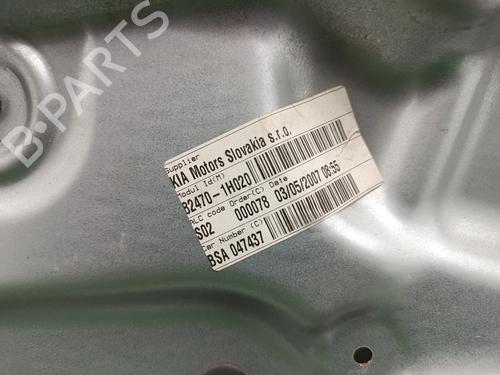 B-PARTS
Supplier
KIA Motors Slovakia s.r.o.
Modul Id(M)
82470-1H020
ALC code Order(C) Date
S02 000078 03/05/2007 08:55
Car Number (C)
BSA 047437